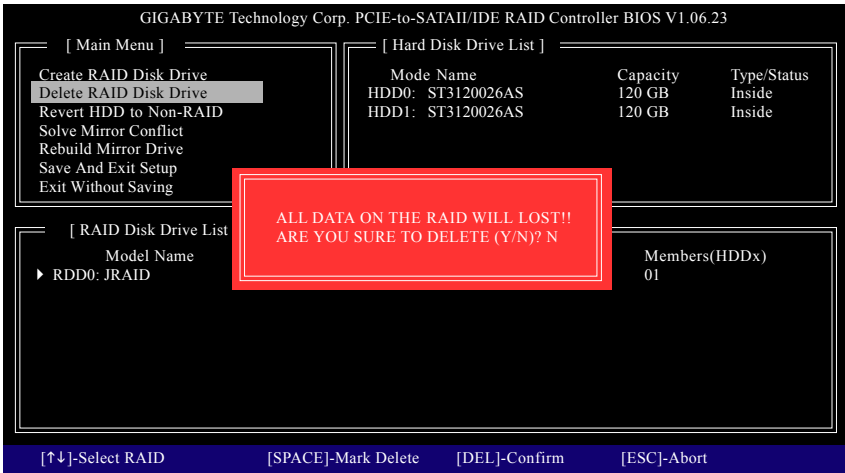 GIGABYTE Technology Corp. PCIE-to-SATAII/IDE RAID Controller BIOS V1.06.23
[ Main Menu ]
Create RAID Disk Drive
Delete RAID Disk Drive
Revert HDD to Non-RAID
Solve Mirror Conflict
Rebuild Mirror Drive
Save And Exit Setup
Exit Without Saving
[ Hard Disk Drive List ]
Mode Name Capacity Type/Status
HDD0: ST3120026AS 120 GB Inside
HDD1: ST3120026AS 120 GB Inside
ALL DATA ON THE RAID WILL LOST!!
ARE YOU SURE TO DELETE (Y/N)? N
[ RAID Disk Drive List
Model Name Members(HDDx)
RDD0: JRAID 01
[↑↓]-Select RAID [SPACE]-Mark Delete [DEL]-Confirm [ESC]-Abort